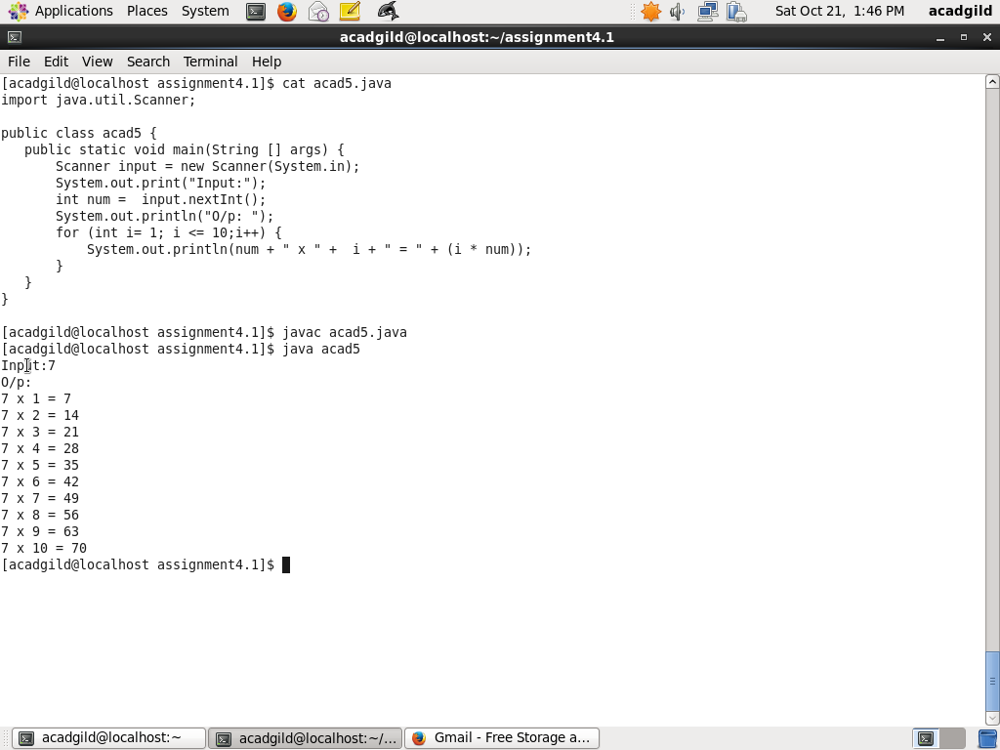 Applications Places System Sat Oct 21, 1:46 PM acadgild
acadgild@localhost:~/assignment4.1
File Edit View Search Terminal Help
[acadgild@localhost assignment4.1]$ cat acad5.java
import java.util.Scanner;

public class acad5 {
   public static void main(String [] args) {
       Scanner input = new Scanner(System.in);
       System.out.print("Input:");
       int num =  input.nextInt();
       System.out.println("O/p: ");
       for (int i= 1; i <= 10;i++) {
           System.out.println(num + " x " +  i + " = " + (i * num));
       }
   }
}

[acadgild@localhost assignment4.1]$ javac acad5.java
[acadgild@localhost assignment4.1]$ java acad5
Input:7
O/p:
7 x 1 = 7
7 x 2 = 14
7 x 3 = 21
7 x 4 = 28
7 x 5 = 35
7 x 6 = 42
7 x 7 = 49
7 x 8 = 56
7 x 9 = 63
7 x 10 = 70
[acadgild@localhost assignment4.1]$
acadgild@localhost:~ acadgild@localhost:~/... Gmail - Free Storage a...